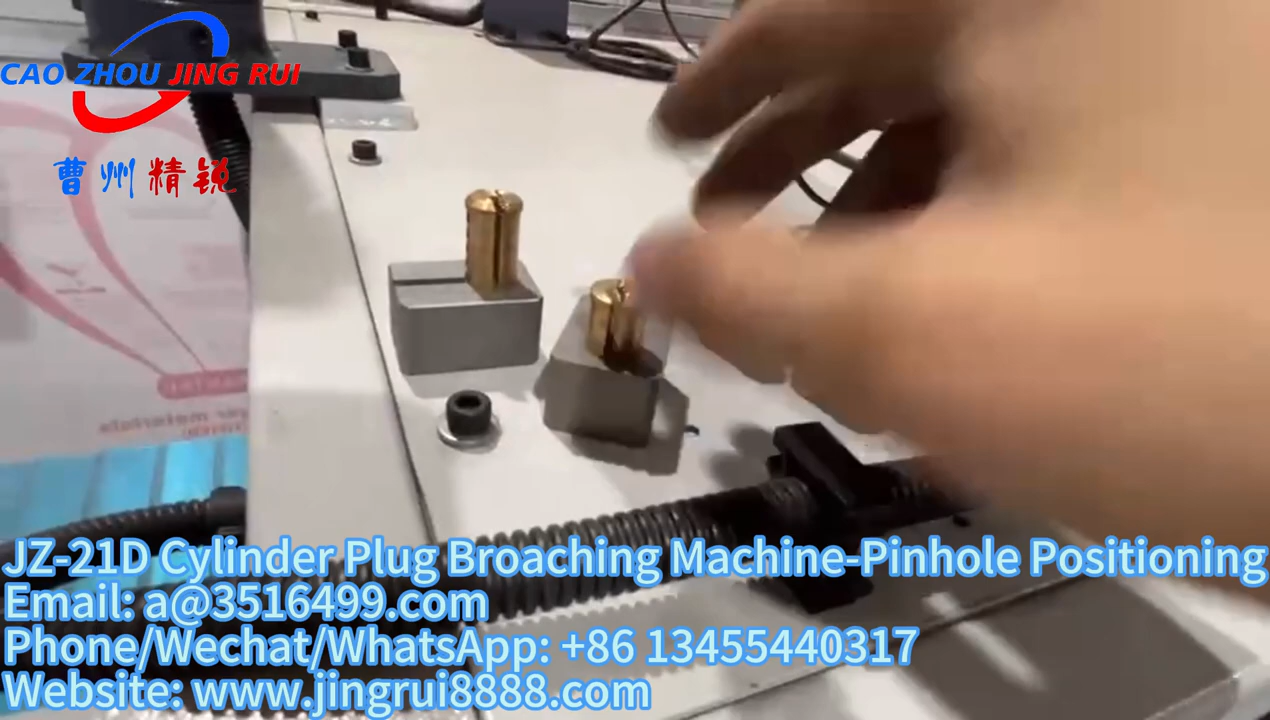 CAO ZHOU JING RUI
曹州精锐
JZ-21D Cylinder Plug Broaching Machine-Pinhole Positioning
Email: a@3516499.com
Phone/Wechat/WhatsApp: +86 13455440317
Website: www.jingrui8888.com